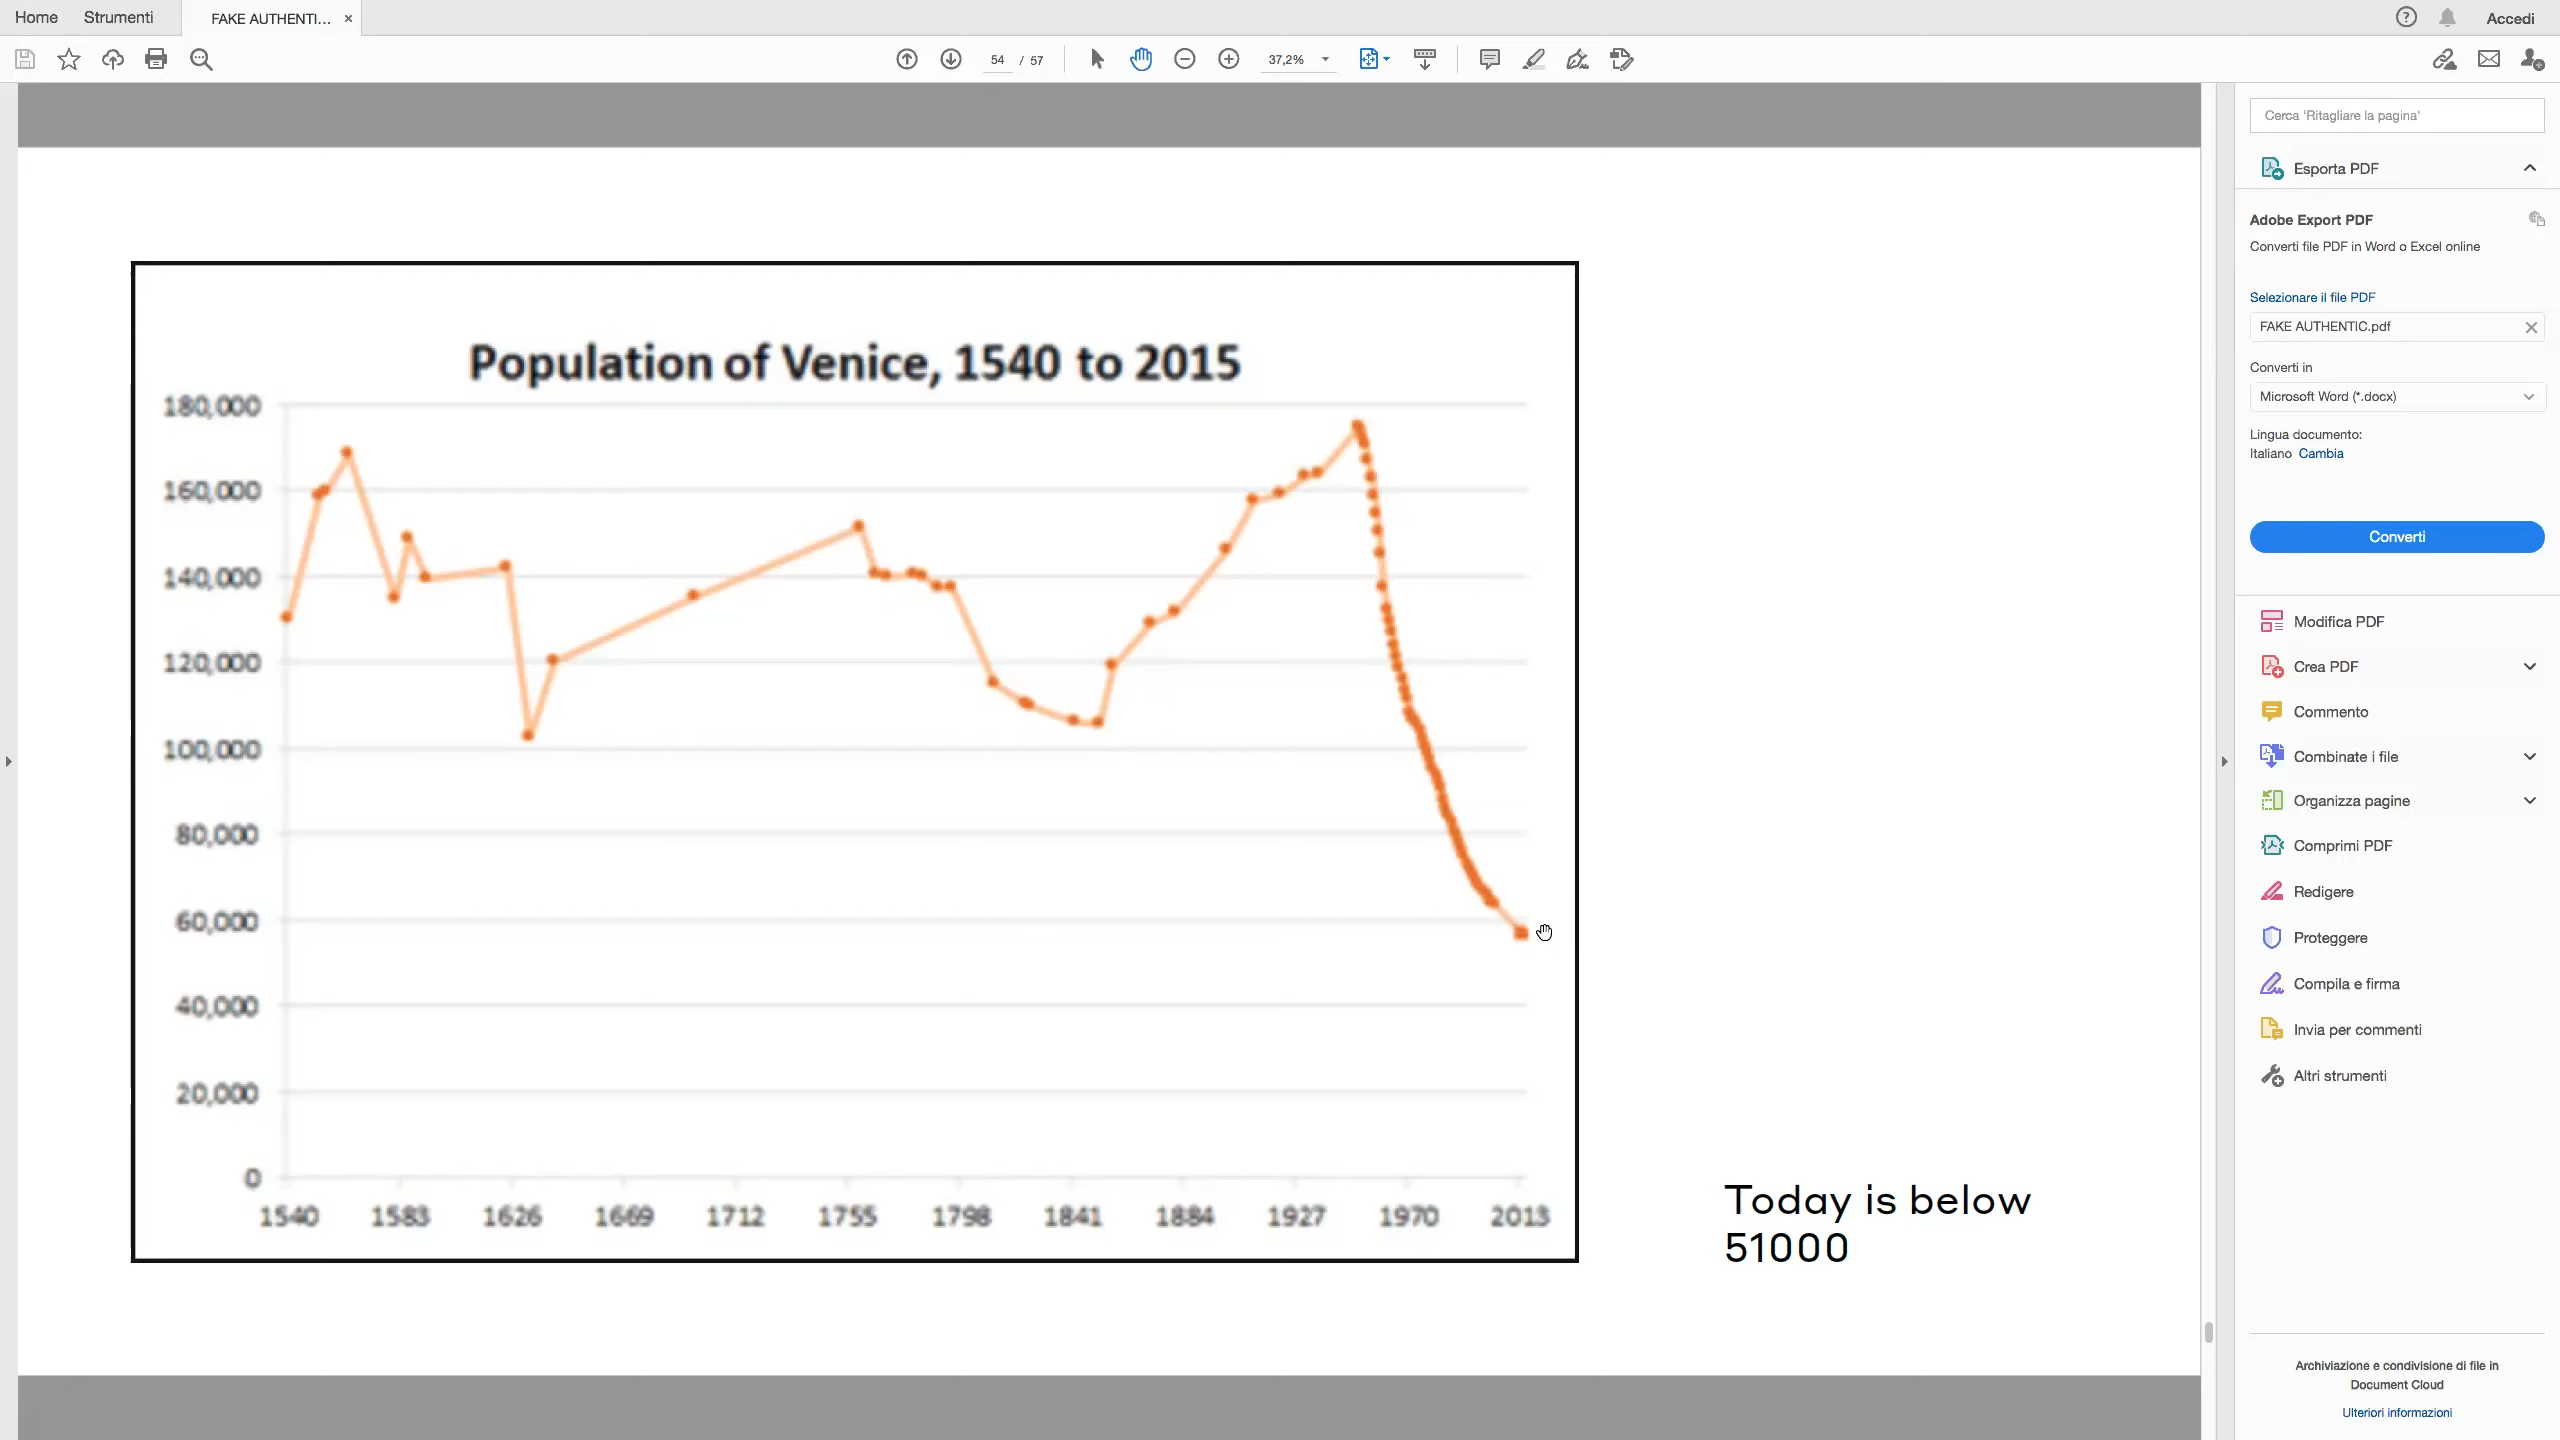 Home Strumenti FAKE AUTHENTI... ×
54 / 57 37,2% Accedi
Cerca 'Ritagliare la pagina'
Esporta PDF
Adobe Export PDF
Converti file PDF in Word o Excel online
Selezionare il file PDF
FAKE AUTHENTIC.pdf
Converti in
Microsoft Word (*.docx)
Lingua documento:
Italiano Cambia
Converti
Modifica PDF
Crea PDF
Commento
Combinate i file
Organizza pagine
Comprimi PDF
Redigere
Proteggere
Compila e firma
Invia per commenti
Altri strumenti
Archiviazione e condivisione di file in
Document Cloud
Ulteriori informazioni
Population of Venice, 1540 to 2015
180,000
160,000
140,000
120,000
100,000
80,000
60,000
40,000
20,000
0
1540 1583 1626 1669 1712 1755 1798 1841 1884 1927 1970 2013
Today is below
51000